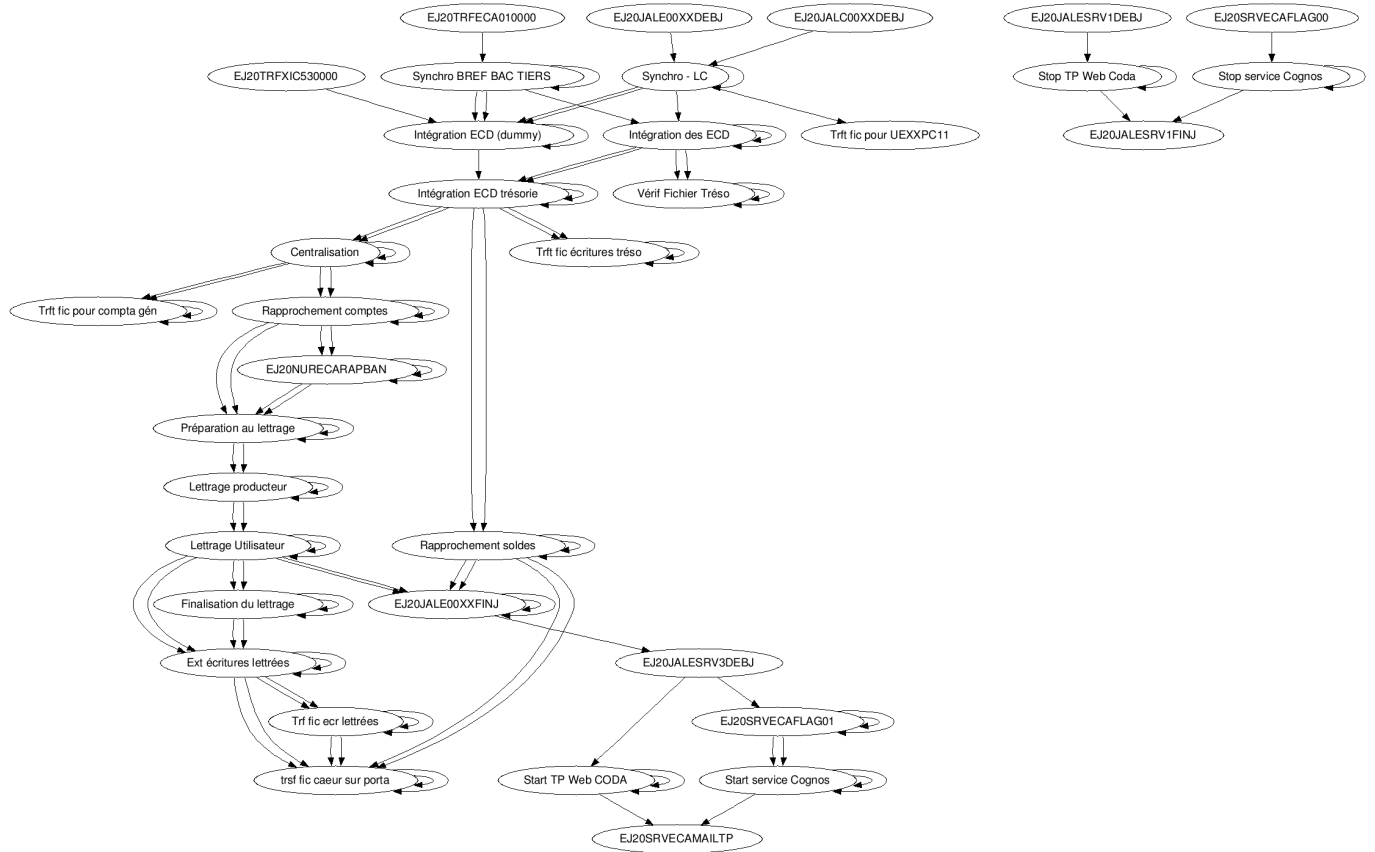 EJ20TRFECA010000
EJ20JALE00XXDEBJ
EJ20JALC00XXDEBJ
EJ20JALESRV1DEBJ
EJ20SRVECAFLAG00
EJ20TRFXIC530000
Synchro BREF BAC TIERS
Synchro - LC
Stop TP Web Coda
Stop service Cognos
Intégration ECD (dummy)
Intégration des ECD
Trft fic pour UEXXPC11
EJ20JALESRV1FINJ
Intégration ECD trésorie
Vérif Fichier Tréso
Centralisation
Trft fic écritures tréso
Trft fic pour compta gén
Rapprochement comptes
EJ20NURECARAPBAN
Préparation au lettrage
Lettrage producteur
Lettrage Utilisateur
Rapprochement soldes
Finalisation du lettrage
EJ20JALE00XXFINJ
Ext écritures lettrées
EJ20JALESRV3DEBJ
Trf fic ecr lettrées
EJ20SRVECAFLAG01
trsf fic caeur sur porta
Start TP Web CODA
Start service Cognos
EJ20SRVECAMAILTP